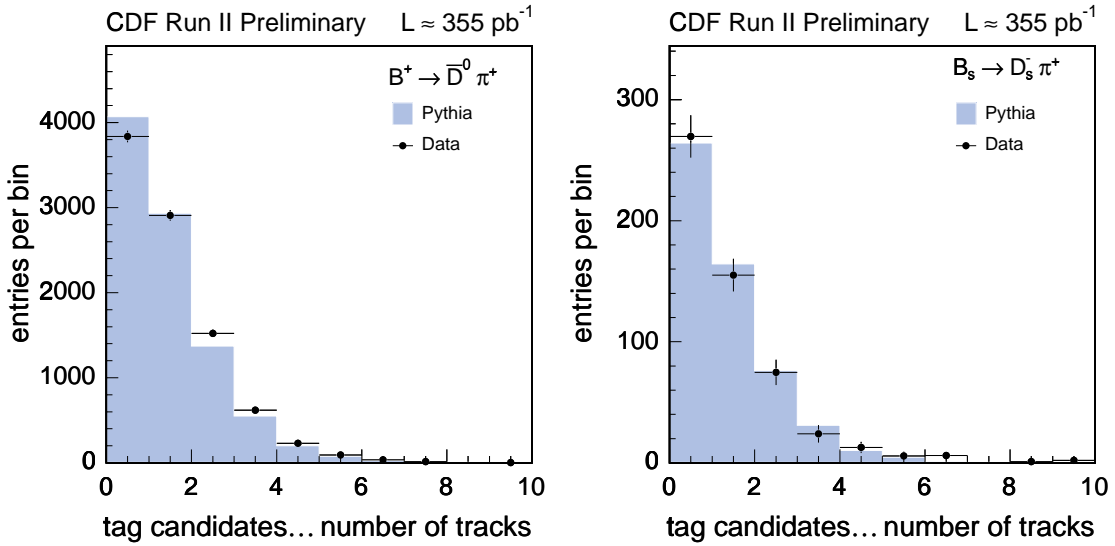 CDF Run II Preliminary L ≈ 355 pb⁻¹
B⁺ → D̅⁰ π⁺
Pythia
Data
entries per bin
4000
3000
2000
1000
0
0 2 4 6 8 10
tag candidates... number of tracks
CDF Run II Preliminary L ≈ 355 pb⁻¹
Bₛ → Dₛ⁻ π⁺
Pythia
Data
entries per bin
300
200
100
0
0 2 4 6 8 10
tag candidates... number of tracks